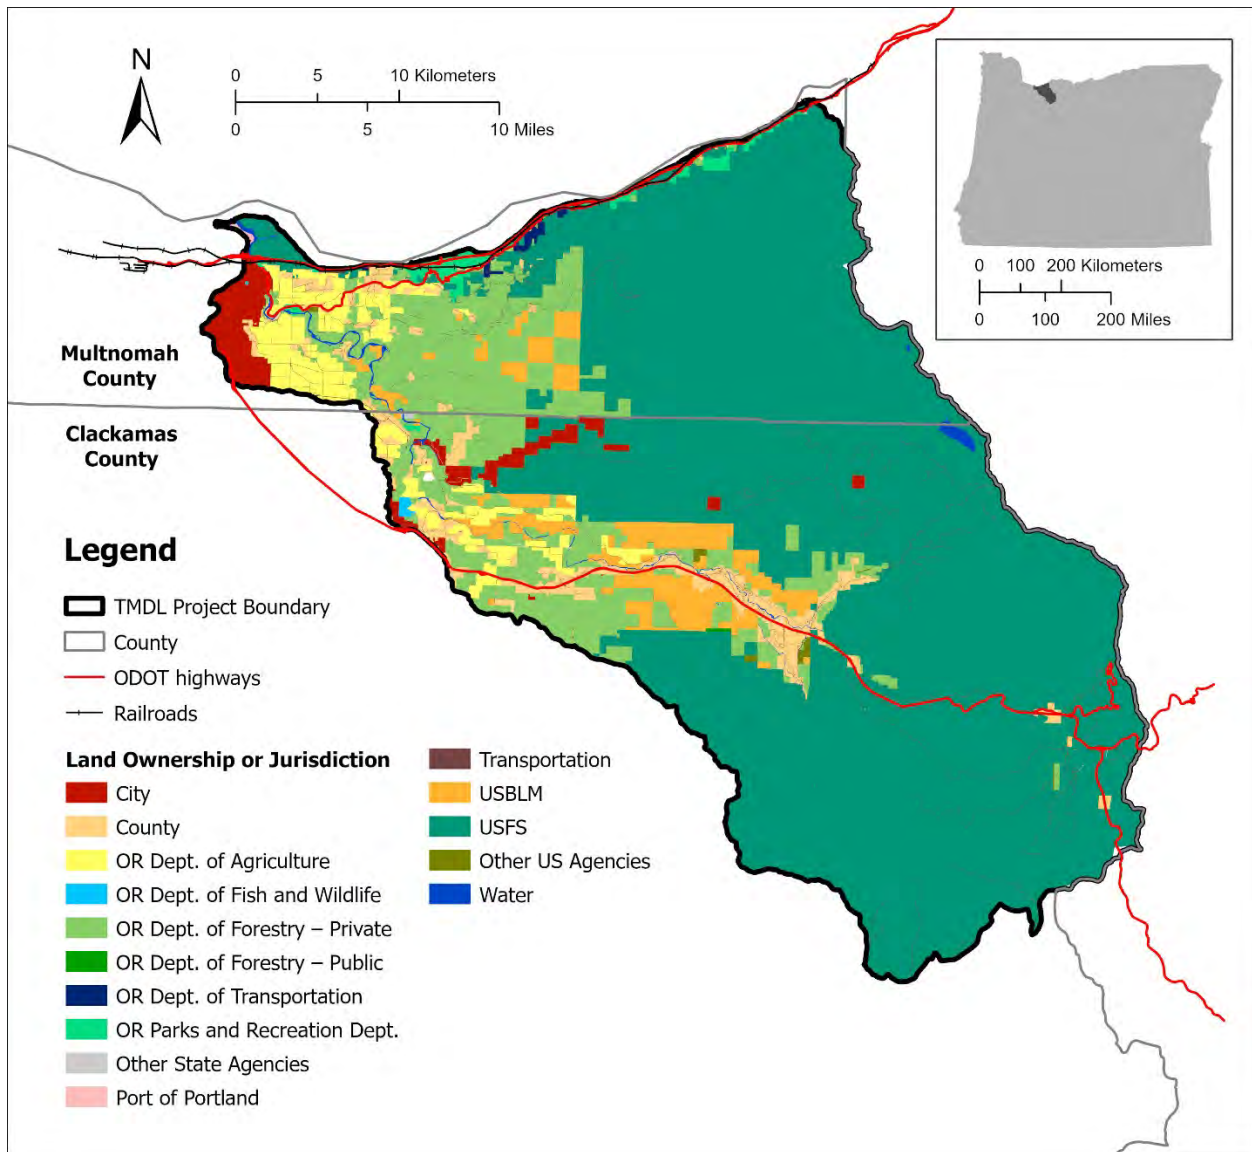 N
0 5 10 Kilometers
0 5 10 Miles
0 100 200 Kilometers
0 100 200 Miles
Multnomah
County
Clackamas
County
Legend
TMDL Project Boundary
County
ODOT highways
Railroads
Land Ownership or Jurisdiction
City
County
OR Dept. of Agriculture
OR Dept. of Fish and Wildlife
OR Dept. of Forestry – Private
OR Dept. of Forestry – Public
OR Dept. of Transportation
OR Parks and Recreation Dept.
Other State Agencies
Port of Portland
Transportation
USBLM
USFS
Other US Agencies
Water